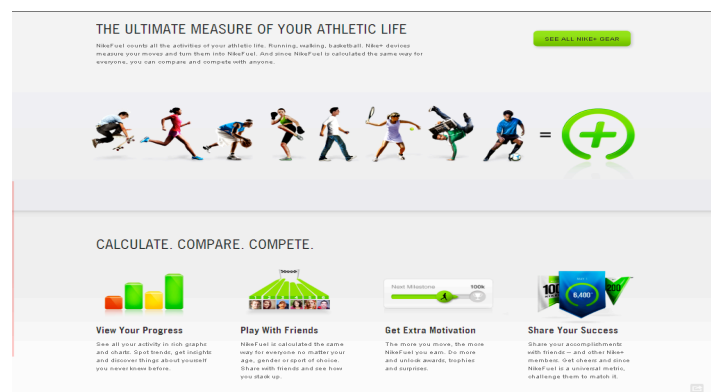 THE ULTIMATE MEASURE OF YOUR ATHLETIC LIFE
NikeFuel counts all the activities of your athletic life. Running, walking, basketball. Nike+ devices
measure your moves and turn them into NikeFuel. And since NikeFuel is calculated the same way for
everyone, you can compare and compete with anyone.
SEE ALL NIKE+ GEAR
=
+
CALCULATE. COMPARE. COMPETE.
Next Milestone 100k
100
6,400
200
View Your Progress
See all your activity in rich graphs
and charts. Spot trends, get insights
and discover things about yourself
you never knew before.
Play With Friends
NikeFuel is calculated the same
way for everyone no matter your
age, gender or sport of choice.
Share with friends and see how
you stack up.
Get Extra Motivation
The more you move, the more
NikeFuel you earn. Do more
and unlock awards, trophies
and surprises.
Share Your Success
Share your accomplishments
with friends – and other Nike+
members. Get cheers and since
NikeFuel is a universal metric,
challenge them to match it.